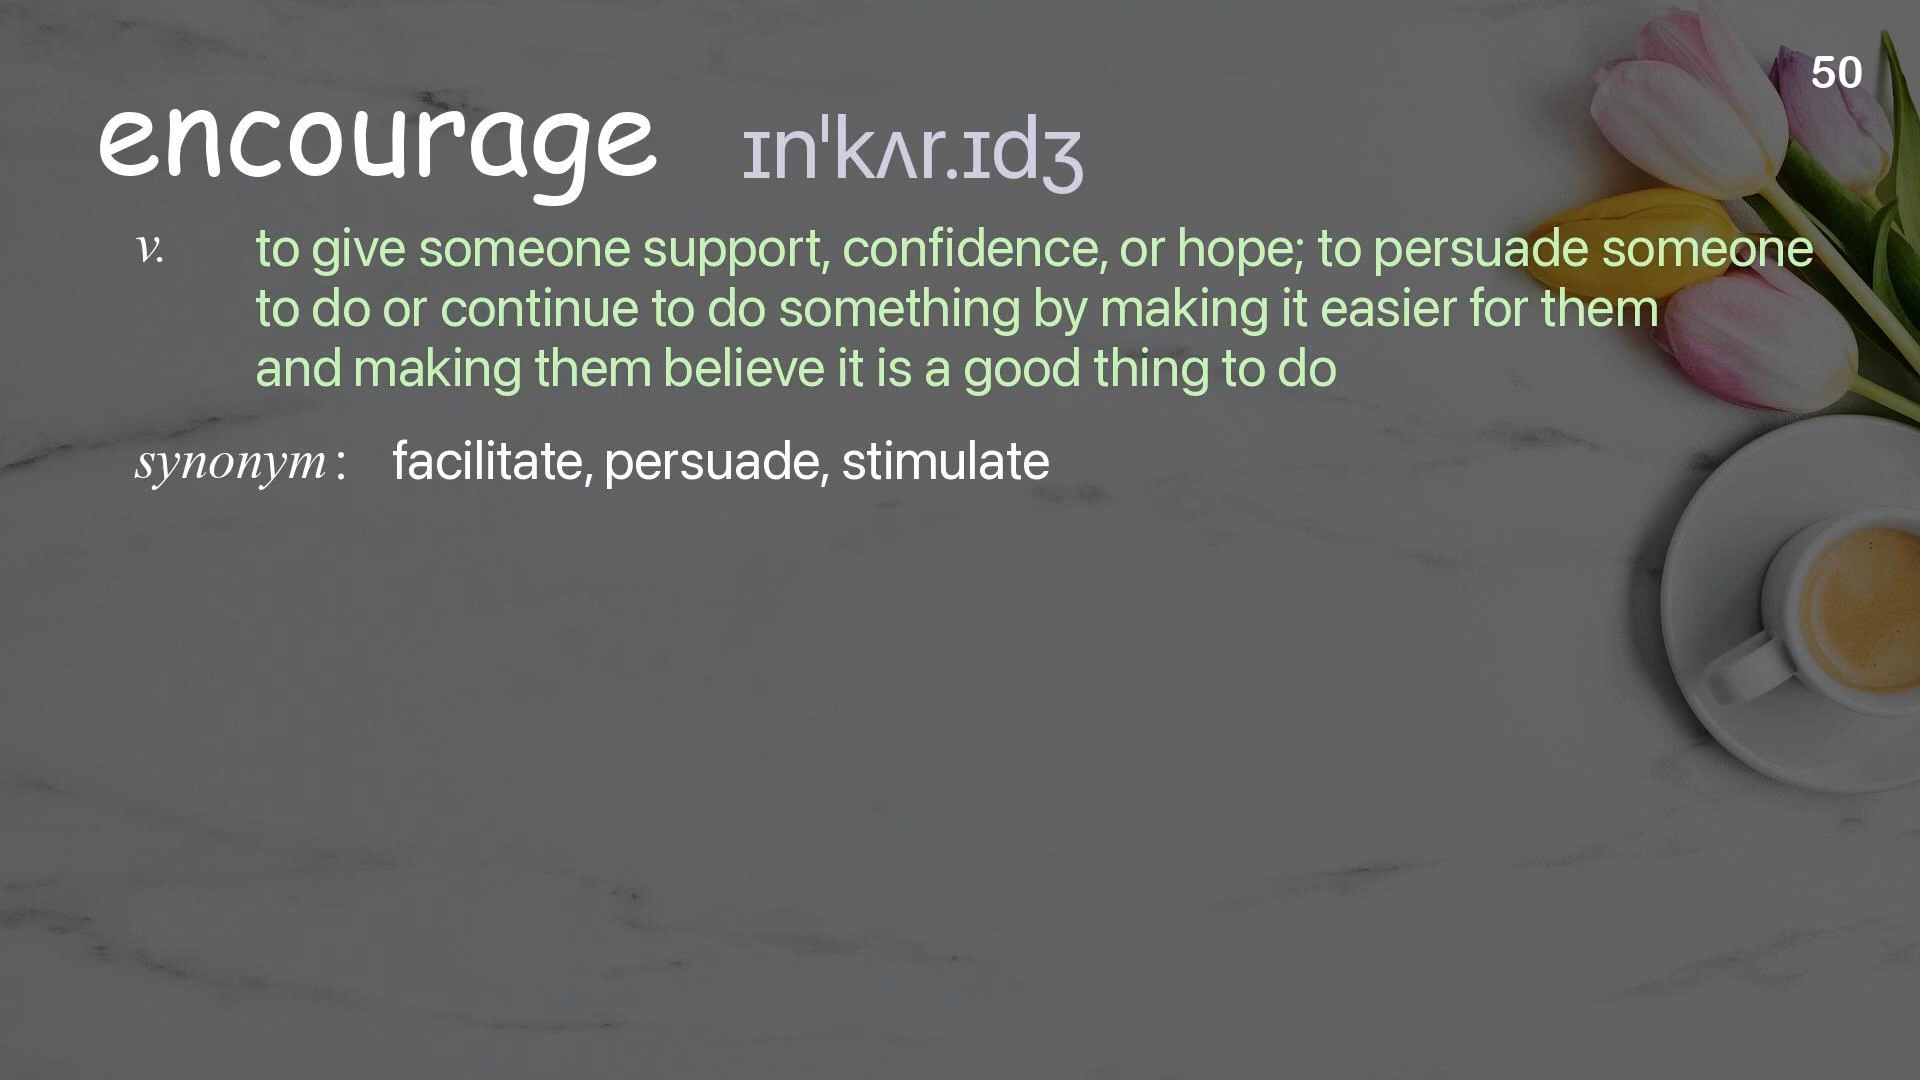 50
encourage ɪnˈkʌr.ɪdʒ
v. to give someone support, confidence, or hope; to persuade someone
to do or continue to do something by making it easier for them
and making them believe it is a good thing to do
synonym : facilitate, persuade, stimulate